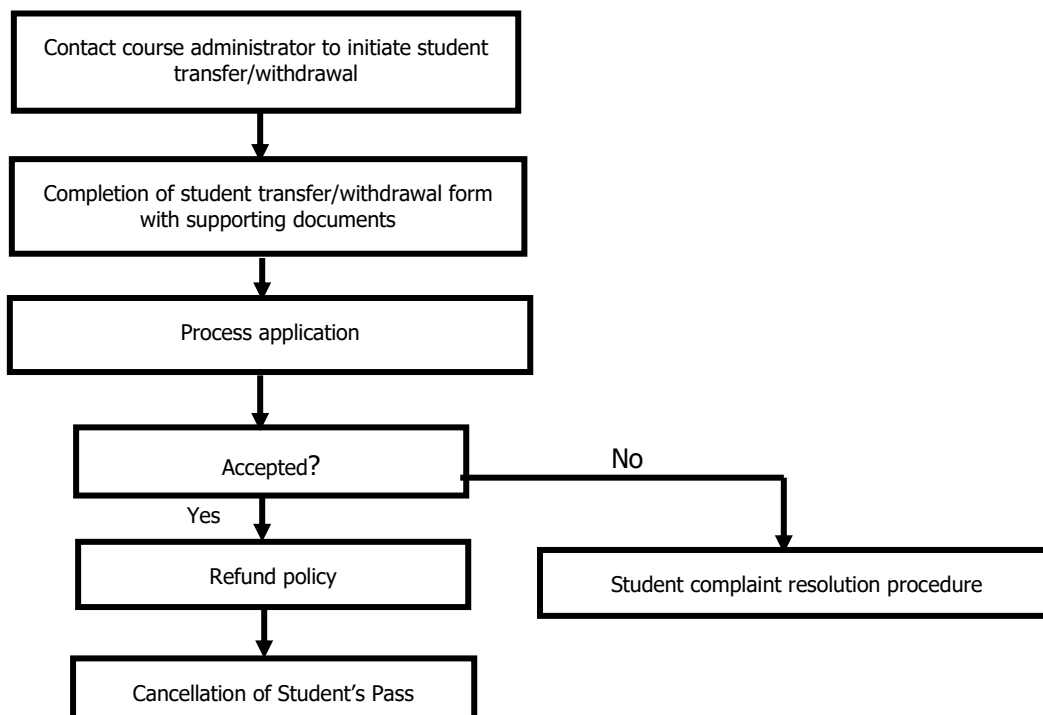 Contact course administrator to initiate student
transfer/withdrawal
Completion of student transfer/withdrawal form
with supporting documents
Process application
Accepted?
No
Yes
Refund policy
Student complaint resolution procedure
Cancellation of Student’s Pass